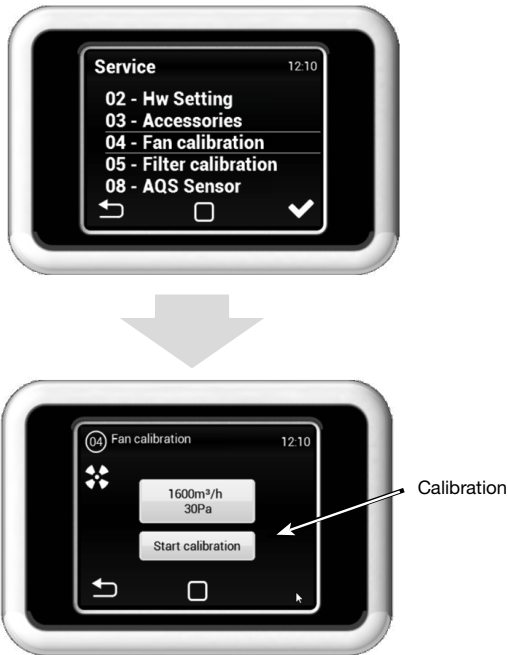 Service 12:10
02 - Hw Setting
03 - Accessories
04 - Fan calibration
05 - Filter calibration
08 - AQS Sensor
04 Fan calibration 12:10
1600m³/h
30Pa
Start calibration
Calibration